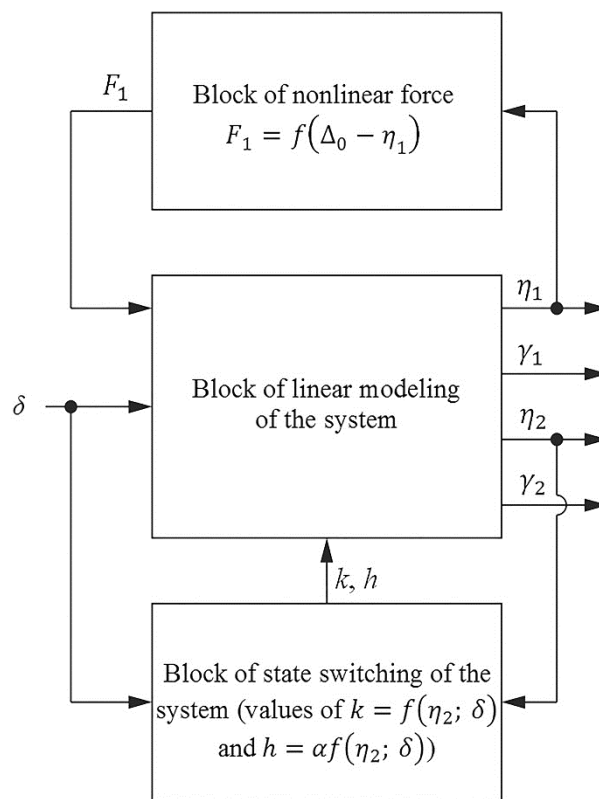 F₁
Block of nonlinear force
F₁ = f(Δ₀ − η₁)
η₁
γ₁
δ
Block of linear modeling
of the system
η₂
γ₂
k, h
Block of state switching of the
system (values of k = f(η₂; δ)
and h = αf(η₂; δ))